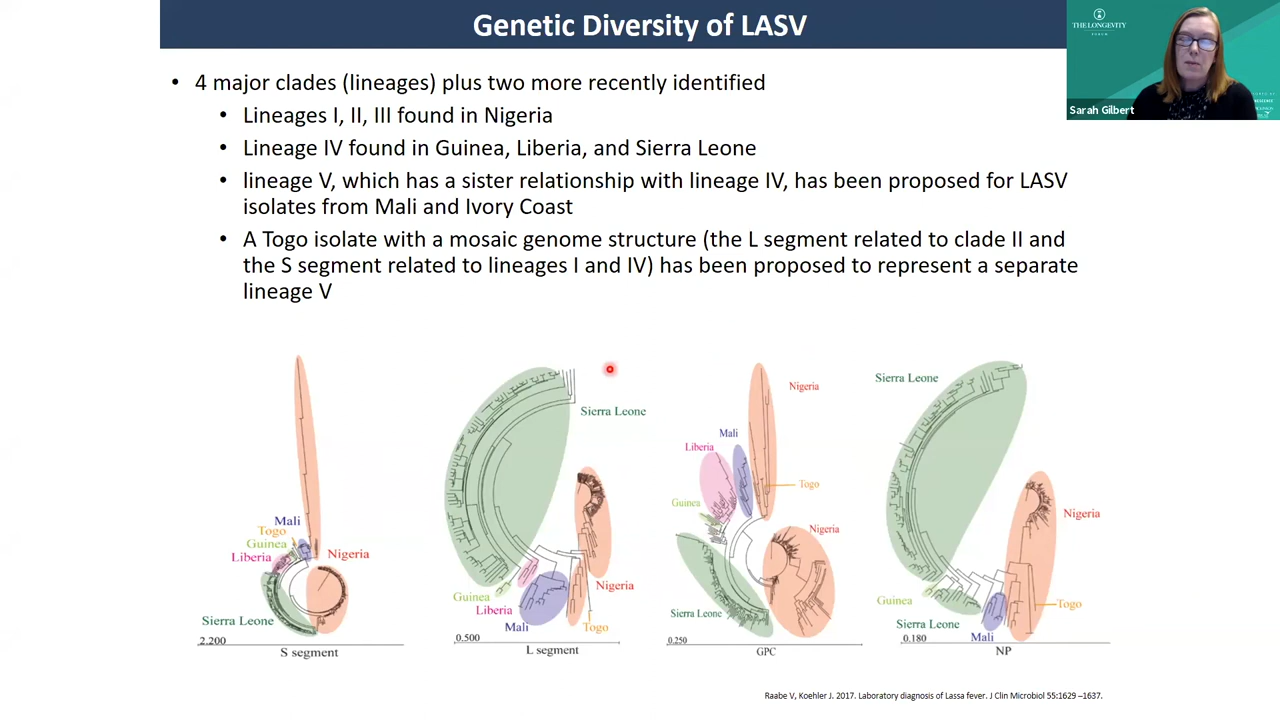 Genetic Diversity of LASV
THE LONGEVITY
FORUM
Sarah Gilbert
• 4 major clades (lineages) plus two more recently identified
• Lineages I, II, III found in Nigeria
• Lineage IV found in Guinea, Liberia, and Sierra Leone
• lineage V, which has a sister relationship with lineage IV, has been proposed for LASV
isolates from Mali and Ivory Coast
• A Togo isolate with a mosaic genome structure (the L segment related to clade II and
the S segment related to lineages I and IV) has been proposed to represent a separate
lineage V
Mali
Togo
Guinea
Liberia
Nigeria
Sierra Leone
2.200
S segment
Sierra Leone
Nigeria
Guinea
Liberia
Mali
Togo
0.500
L segment
Nigeria
Mali
Liberia
Togo
Guinea
Nigeria
Sierra Leone
0.250
GPC
Sierra Leone
Nigeria
Guinea
Togo
Sierra Leone
Mali
0.180
NP
Raabe V, Koehler J. 2017. Laboratory diagnosis of Lassa fever. J Clin Microbiol 55:1629 –1637.